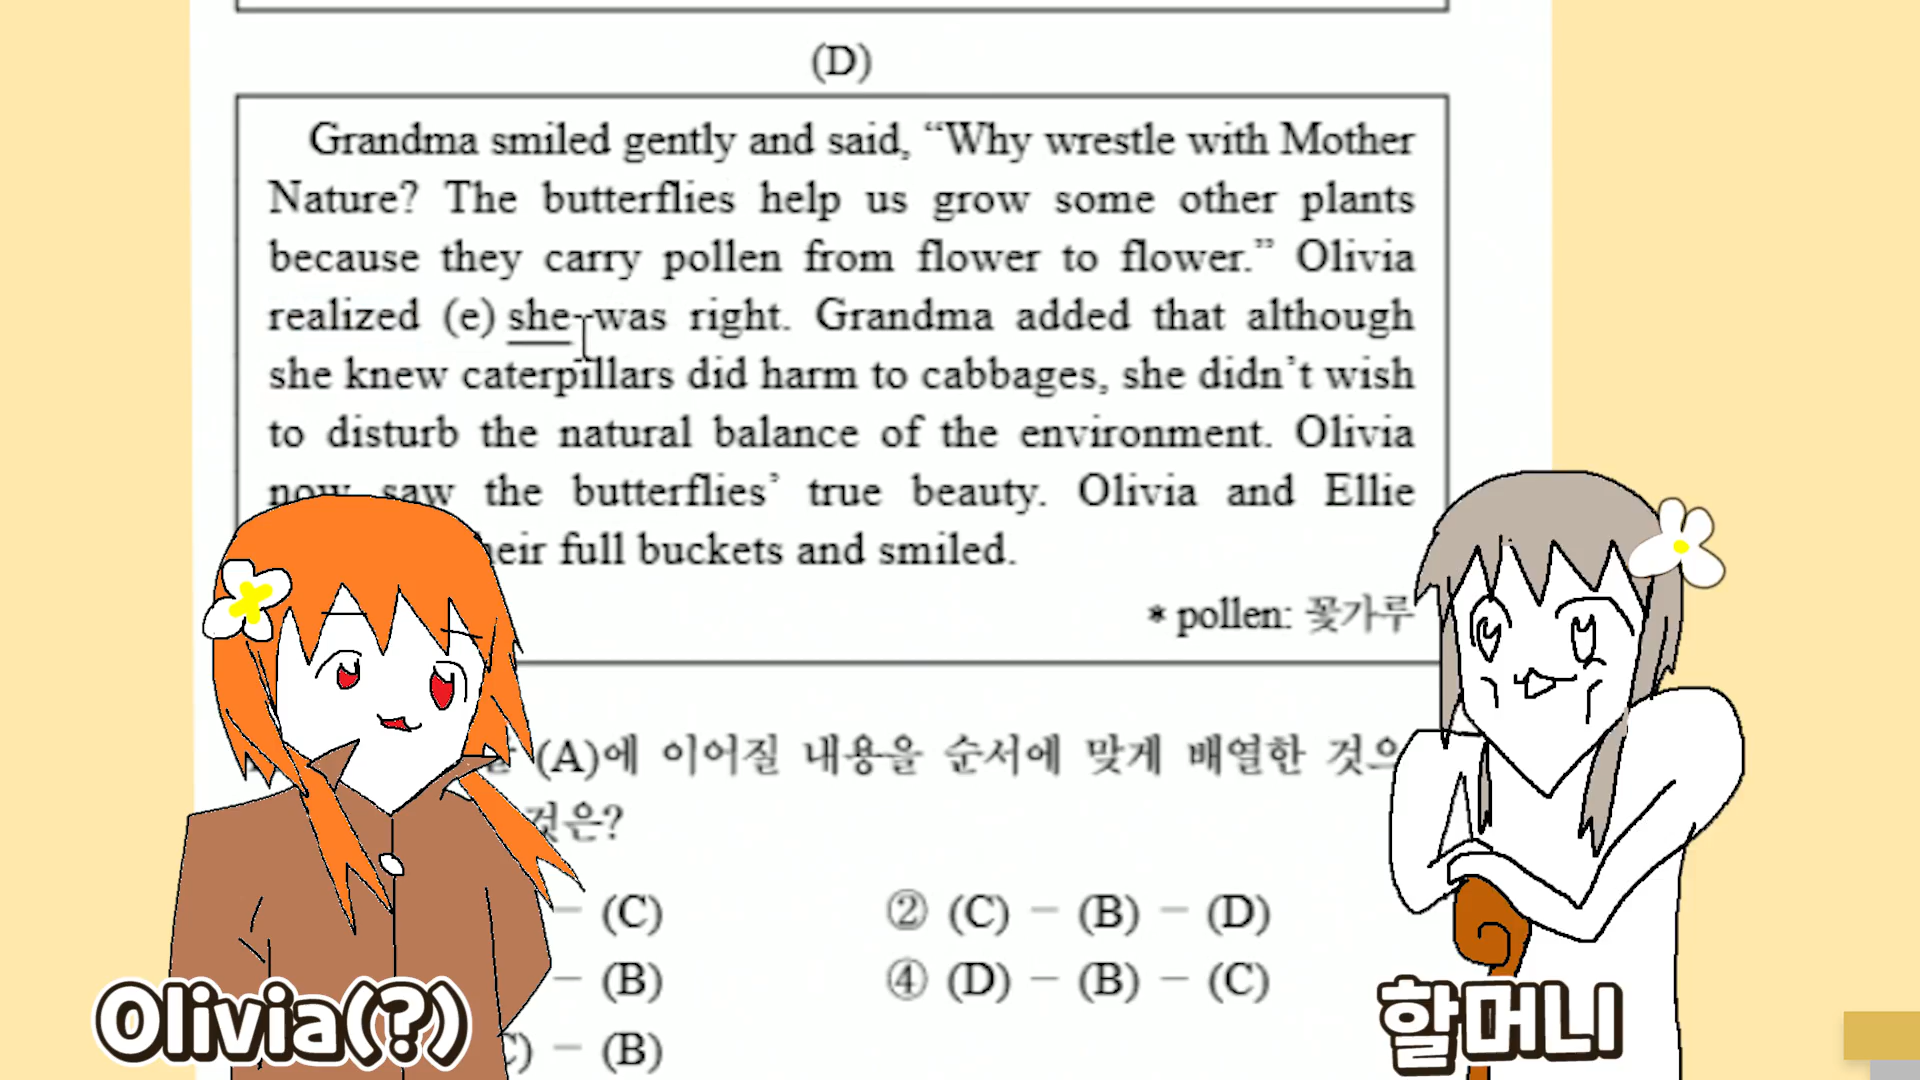 (D)
Grandma smiled gently and said, “Why wrestle with Mother
Nature? The butterflies help us grow some other plants
because they carry pollen from flower to flower.” Olivia
realized (e) she was right. Grandma added that although
she knew caterpillars did harm to cabbages, she didn’t wish
to disturb the natural balance of the environment. Olivia
now saw the butterflies’ true beauty. Olivia and Ellie
full buckets and smiled.
* pollen: 꽃가루
(A)에 이어질 내용을 순서에 맞게 배열한
것은?
– (C) ② (C) – (B) – (D)
– (B) ④ (D) – (B) – (C)
– (B)
Olivia(?)
할머니